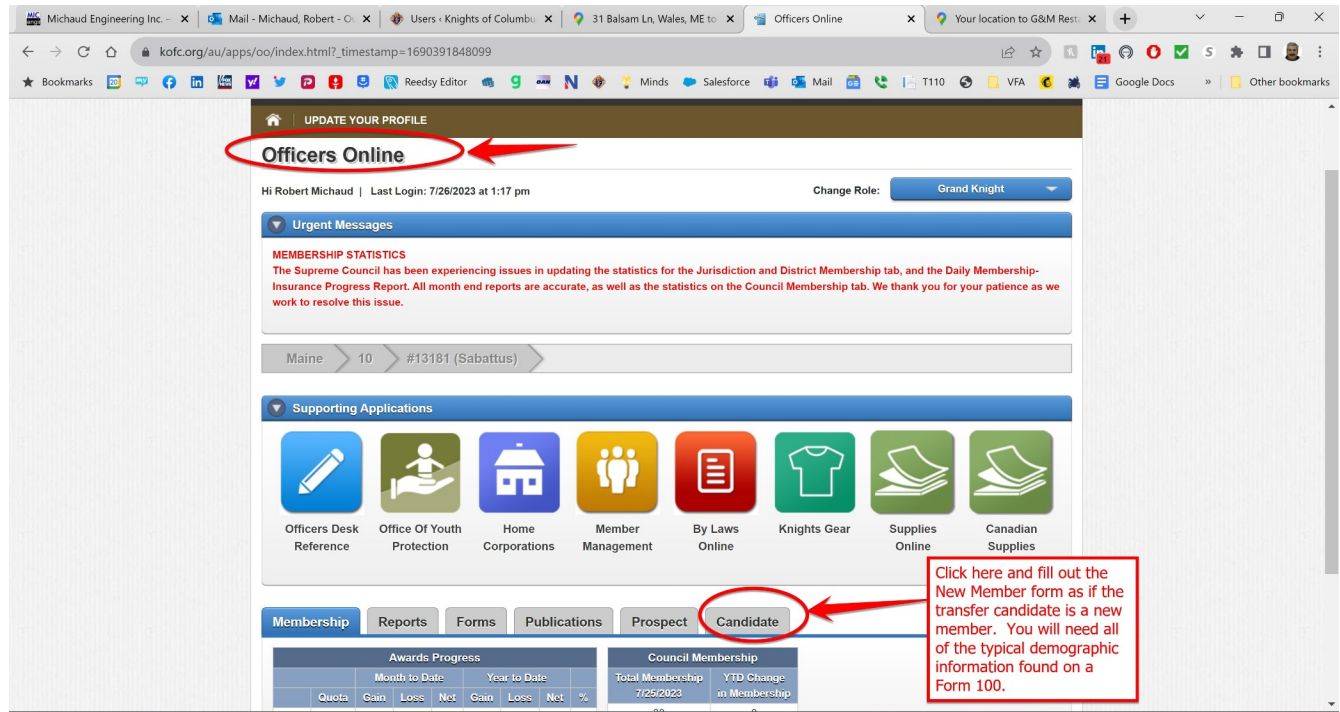 Michaud Engineering Inc. –
Mail - Michaud, Robert - O
Users ‹ Knights of Columbu
31 Balsam Ln, Wales, ME to
Officers Online
Your location to G&M Rest
kofc.org/au/apps/oo/index.html?_timestamp=1690391848099
Bookmarks
Reedsy Editor
Minds
Salesforce
Mail
T110
VFA
Google Docs
»
Other bookmarks
UPDATE YOUR PROFILE
Officers Online
Hi Robert Michaud | Last Login: 7/26/2023 at 1:17 pm
Change Role:
Grand Knight
Urgent Messages
MEMBERSHIP STATISTICS
The Supreme Council has been experiencing issues in updating the statistics for the Jurisdiction and District Membership tab, and the Daily Membership-
Insurance Progress Report. All month end reports are accurate, as well as the statistics on the Council Membership tab. We thank you for your patience as we
work to resolve this issue.
Maine
10
#13181 (Sabattus)
Supporting Applications
Officers Desk
Reference
Office Of Youth
Protection
Home
Corporations
Member
Management
By Laws
Online
Knights Gear
Supplies
Online
Canadian
Supplies
Click here and fill out the
New Member form as if the
transfer candidate is a new
member. You will need all
of the typical demographic
information found on a
Form 100.
Membership
Reports
Forms
Publications
Prospect
Candidate
Awards Progress
Month to Date
Year to Date
Quota Gain Loss Net Gain Loss Net %
Council Membership
Total Membership
7/25/2023
YTD Change
in Membership